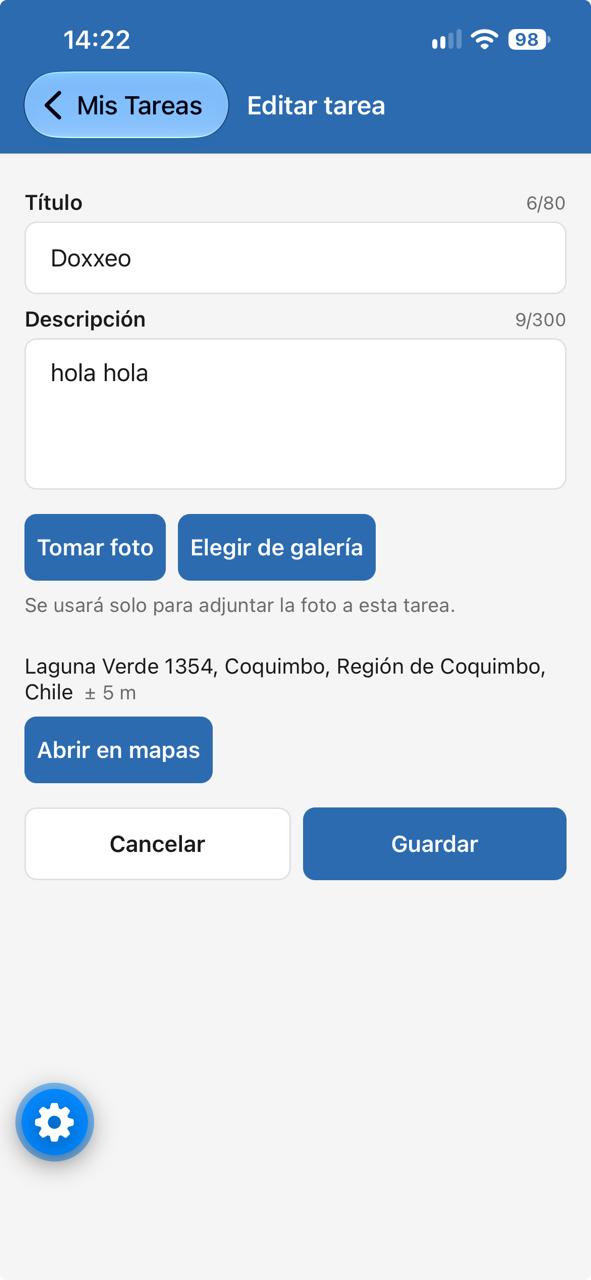 14:22
98
Mis Tareas
Editar tarea
Título
6/80
Doxxeo
Descripción
9/300
hola hola
Tomar foto
Elegir de galería
Se usará solo para adjuntar la foto a esta tarea.
Laguna Verde 1354, Coquimbo, Región de Coquimbo,
Chile ± 5 m
Abrir en mapas
Cancelar
Guardar